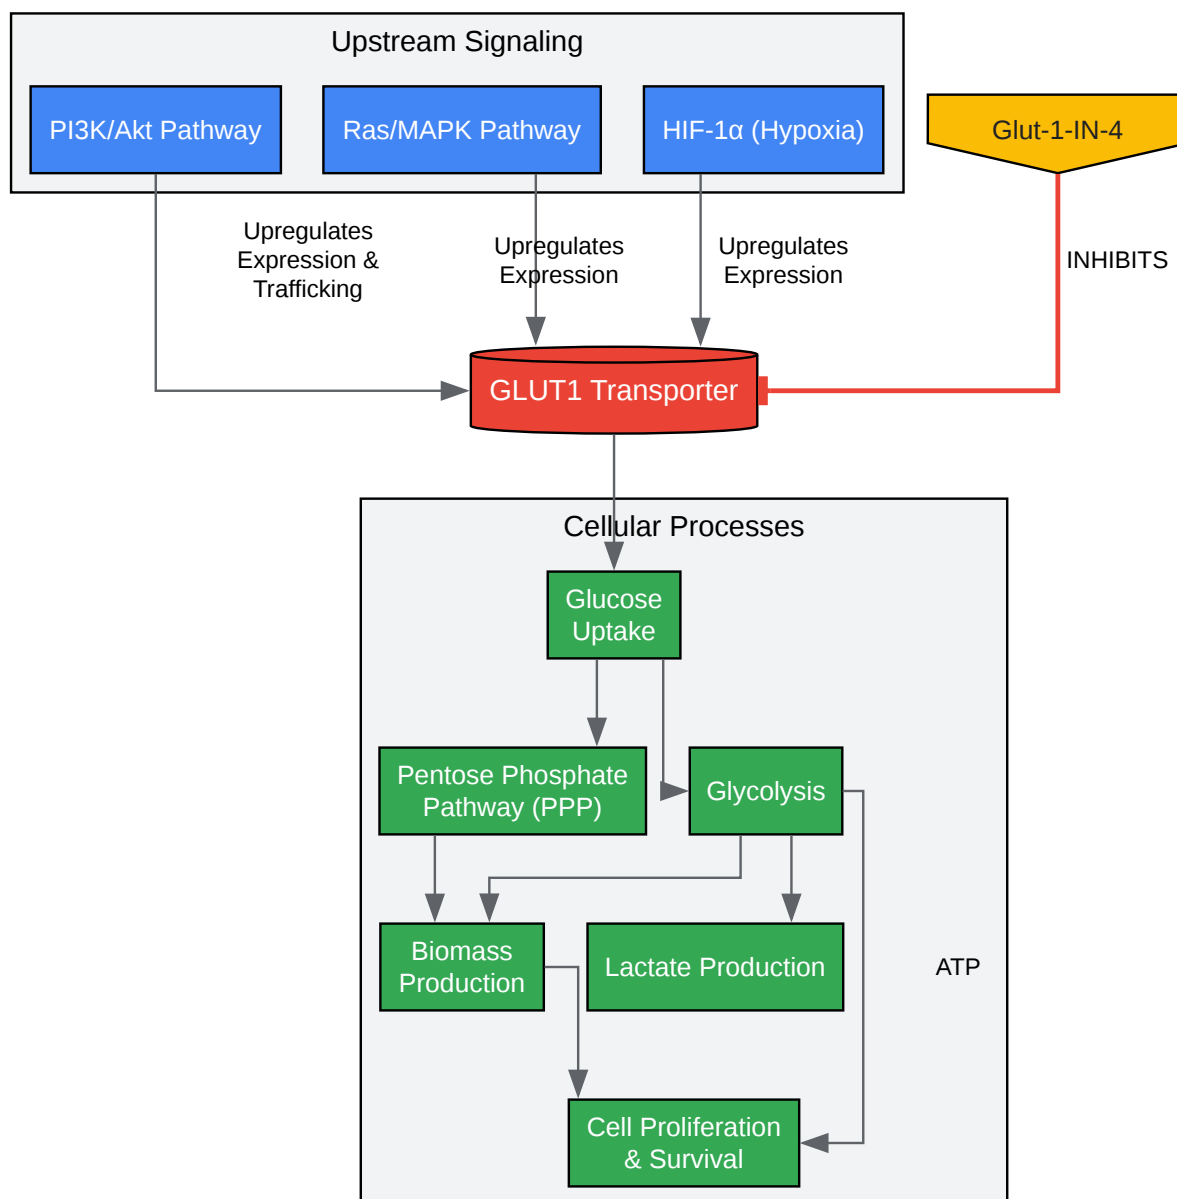 Upstream Signaling
PI3K/Akt Pathway
Ras/MAPK Pathway
HIF-1α (Hypoxia)
Glut-1-IN-4
Upregulates
Expression &
Trafficking
Upregulates
Expression
Upregulates
Expression
INHIBITS
GLUT1 Transporter
Cellular Processes
Glucose
Uptake
Pentose Phosphate
Pathway (PPP)
Glycolysis
Biomass
Production
Lactate Production
ATP
Cell Proliferation
& Survival